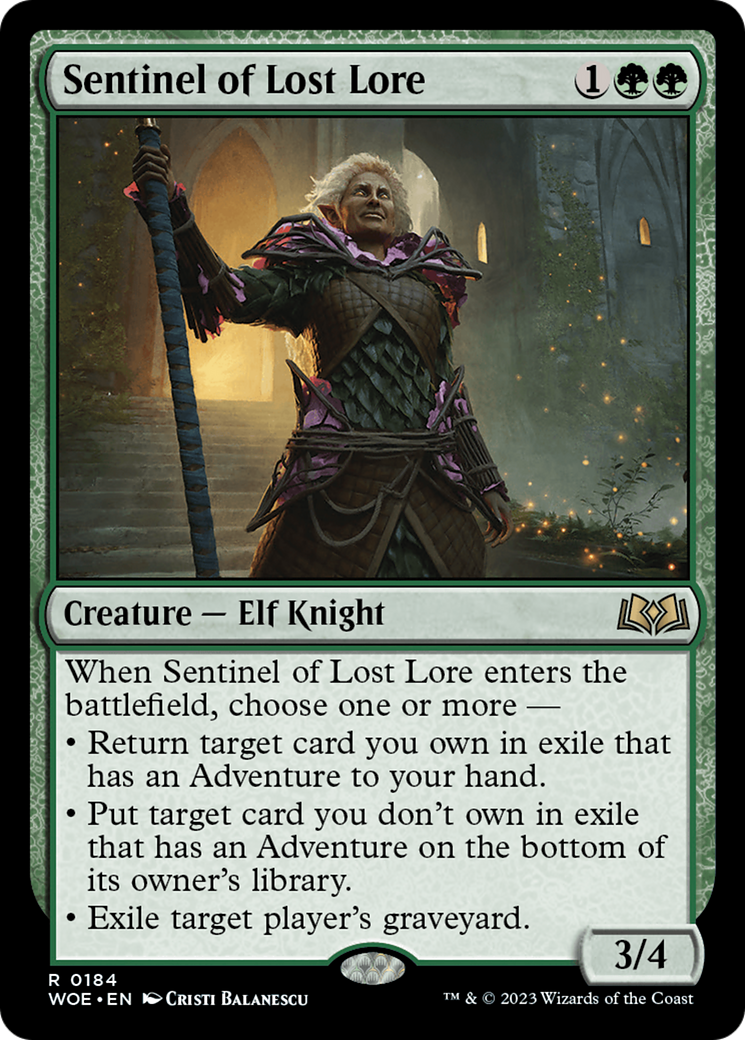 Sentinel of Lost Lore 1
Creature — Elf Knight
When Sentinel of Lost Lore enters the
battlefield, choose one or more —
• Return target card you own in exile that
has an Adventure to your hand.
• Put target card you don't own in exile
that has an Adventure on the bottom of
its owner's library.
• Exile target player's graveyard.
3/4
R 0184
WOE • EN Cristi Balanescu
™ & © 2023 Wizards of the Coast